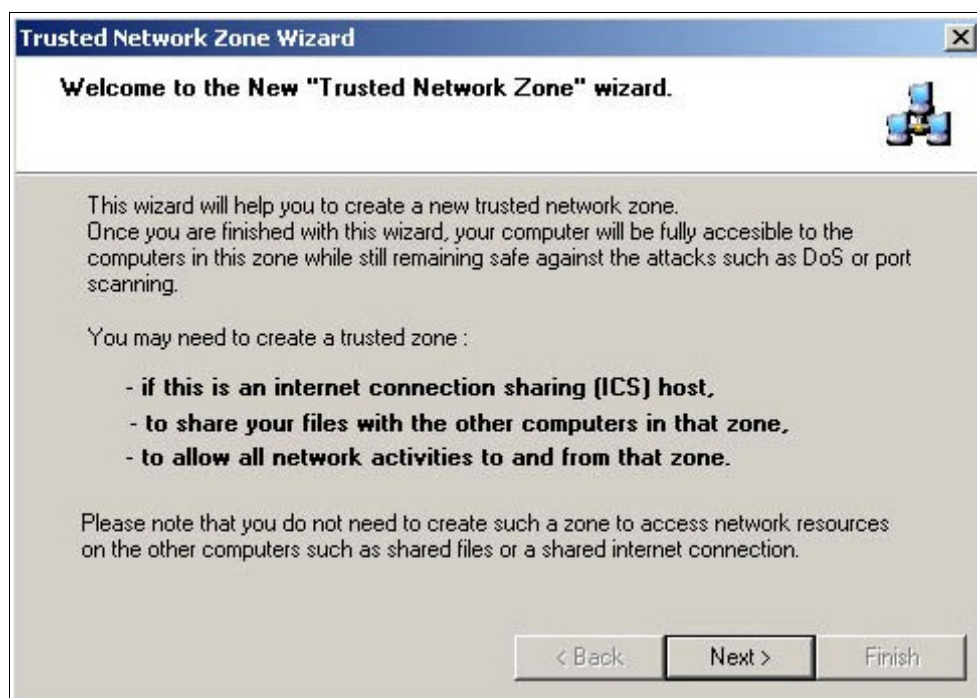 Trusted Network Zone Wizard
Welcome to the New "Trusted Network Zone" wizard.
This wizard will help you to create a new trusted network zone.
Once you are finished with this wizard, your computer will be fully accesible to the
computers in this zone while still remaining safe against the attacks such as DoS or port
scanning.
You may need to create a trusted zone :
- if this is an internet connection sharing (ICS) host,
- to share your files with the other computers in that zone,
- to allow all network activities to and from that zone.
Please note that you do not need to create such a zone to access network resources
on the other computers such as shared files or a shared internet connection.
< Back Next > Finish